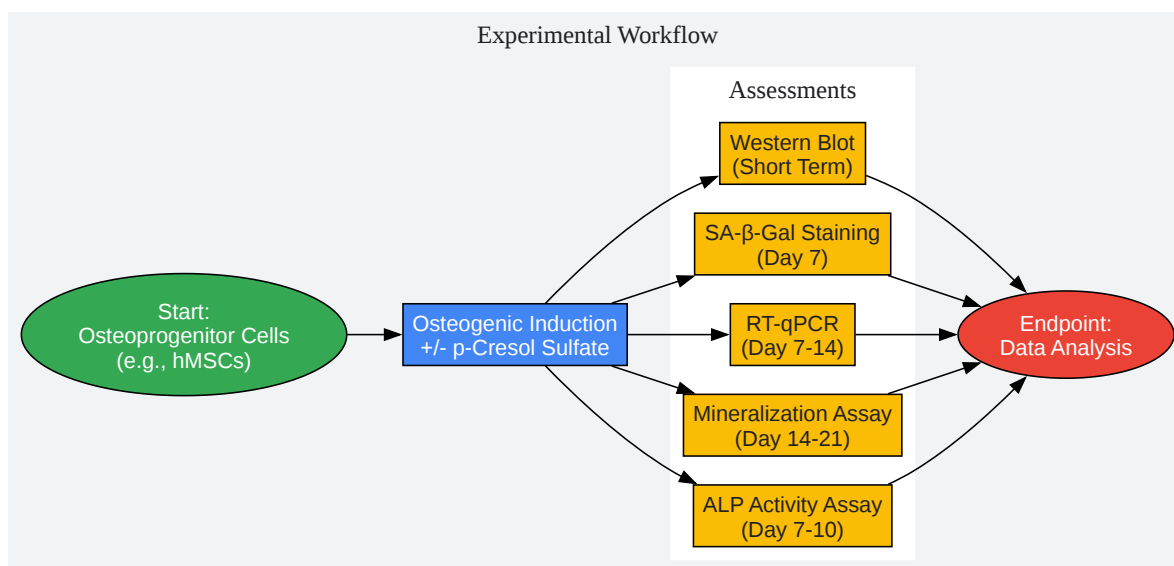 Experimental Workflow
Assessments
Western Blot
(Short Term)
SA-β-Gal Staining
(Day 7)
Start:
Osteoprogenitor Cells
(e.g., hMSCs)
Osteogenic Induction
+/- p-Cresol Sulfate
RT-qPCR
(Day 7-14)
Endpoint:
Data Analysis
Mineralization Assay
(Day 14-21)
ALP Activity Assay
(Day 7-10)